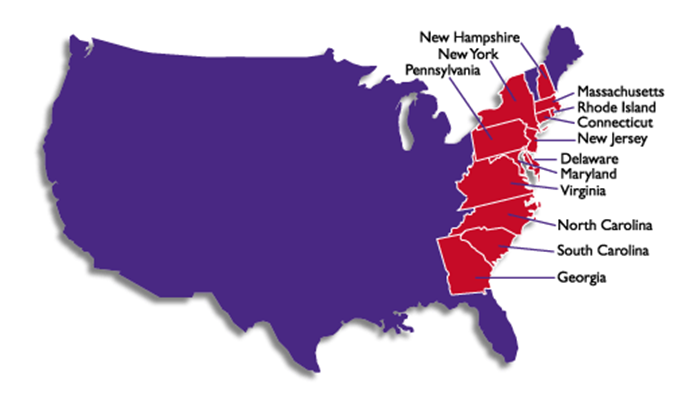 New Hampshire
New York
Pennsylvania
Massachusetts
Rhode Island
Connecticut
New Jersey
Delaware
Maryland
Virginia
North Carolina
South Carolina
Georgia